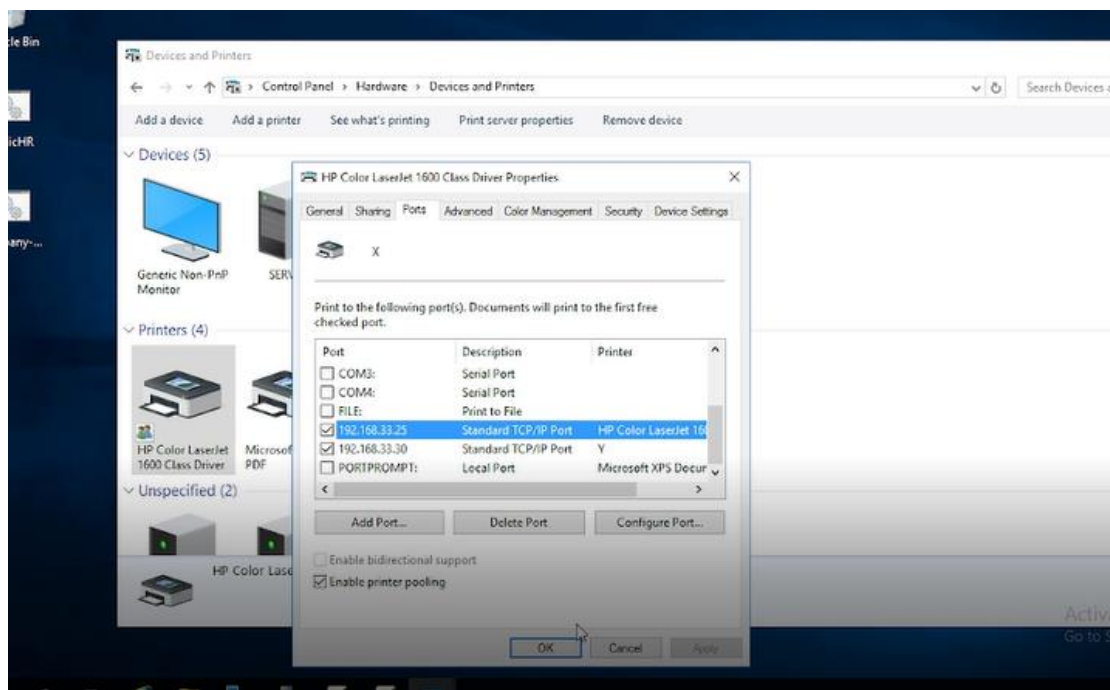 cle Bin
icHR
any-...
Devices and Printers
Control Panel > Hardware > Devices and Printers
Search Devices a
Add a device Add a printer See what's printing Print server properties Remove device
Devices (5)
Generic Non-PnP
Monitor
SERV
Printers (4)
HP Color LaserJet
1600 Class Driver
Microsof
PDF
Unspecified (2)
HP Color Lase
HP Color LaserJet 1600 Class Driver Properties
General Sharing Ports Advanced Color Management Security Device Settings
X
Print to the following port(s). Documents will print to the first free
checked port.
Port Description Printer
COM3: Serial Port
COM4: Serial Port
FILE: Print to File
192.168.33.25 Standard TCP/IP Port HP Color LaserJet 16
192.168.33.30 Standard TCP/IP Port Y
PORTPROMPT: Local Port Microsoft XPS Docur
Add Port... Delete Port Configure Port...
Enable bidirectional support
Enable printer pooling
OK Cancel Apply
Activ
Go to S